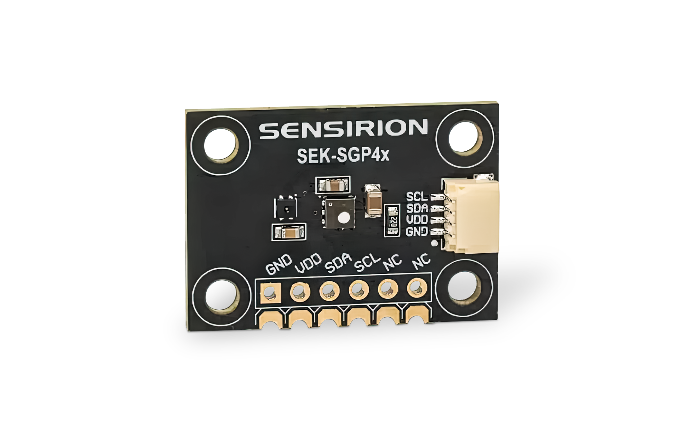 SENSIRION
SEK-SGP4x
SCL
SDA
VDD
GND
GND VDD SDA SCL NC NC